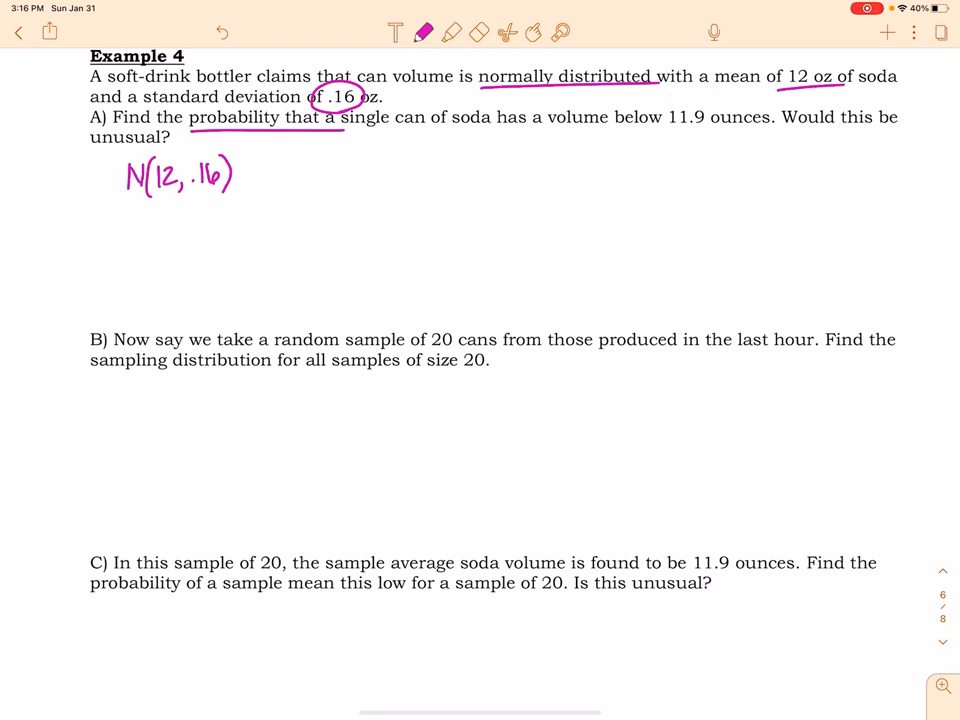 3:16 PM Sun Jan 31
40%
Example 4
A soft-drink bottler claims that can volume is normally distributed with a mean of 12 oz of soda
and a standard deviation of .16 oz.
A) Find the probability that a single can of soda has a volume below 11.9 ounces. Would this be
unusual?
N(12, .16)
B) Now say we take a random sample of 20 cans from those produced in the last hour. Find the
sampling distribution for all samples of size 20.
C) In this sample of 20, the sample average soda volume is found to be 11.9 ounces. Find the
probability of a sample mean this low for a sample of 20. Is this unusual?
6
/
8